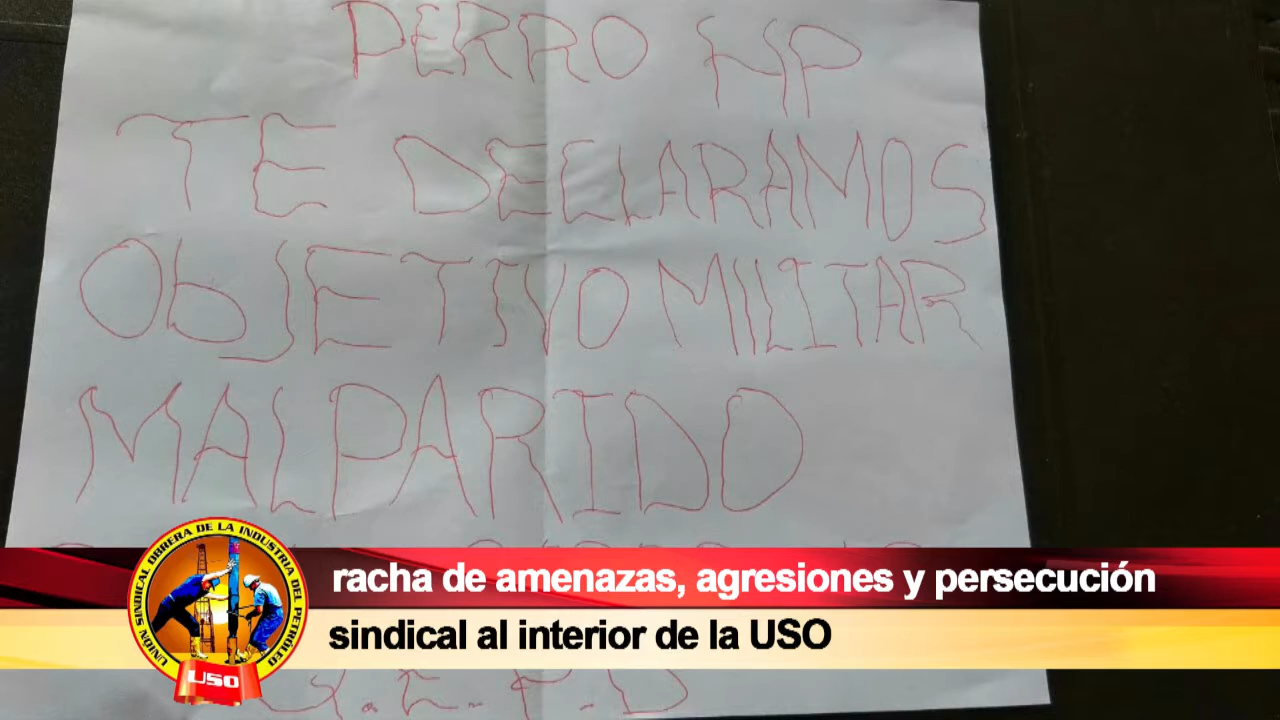 PERRO HP
TE DECLARAMOS
ObJETIVO MILITAR
MALPARIDO
racha de amenazas, agresiones y persecución
sindical al interior de la USO
UNIÓN SINDICAL OBRERA DE LA INDUSTRIA DEL PETRÓLEO
USO
Q.E.P.D